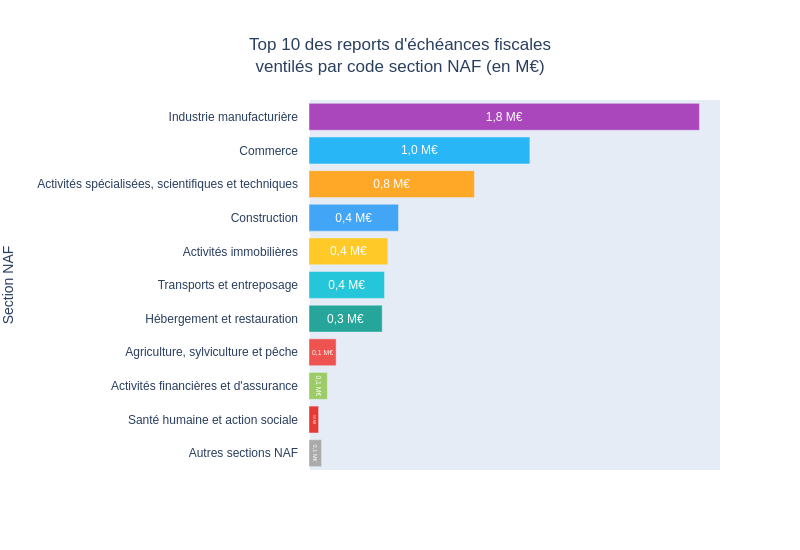 Top 10 des reports d'échéances fiscales
ventilés par code section NAF (en M€)
Section NAF
Industrie manufacturière 1,8 M€
Commerce 1,0 M€
Activités spécialisées, scientifiques et techniques 0,8 M€
Construction 0,4 M€
Activités immobilières 0,4 M€
Transports et entreposage 0,4 M€
Hébergement et restauration 0,3 M€
Agriculture, sylviculture et pêche 0,1 M€
Activités financières et d'assurance 0,1 M€
Santé humaine et action sociale
Autres sections NAF 0,1 M€